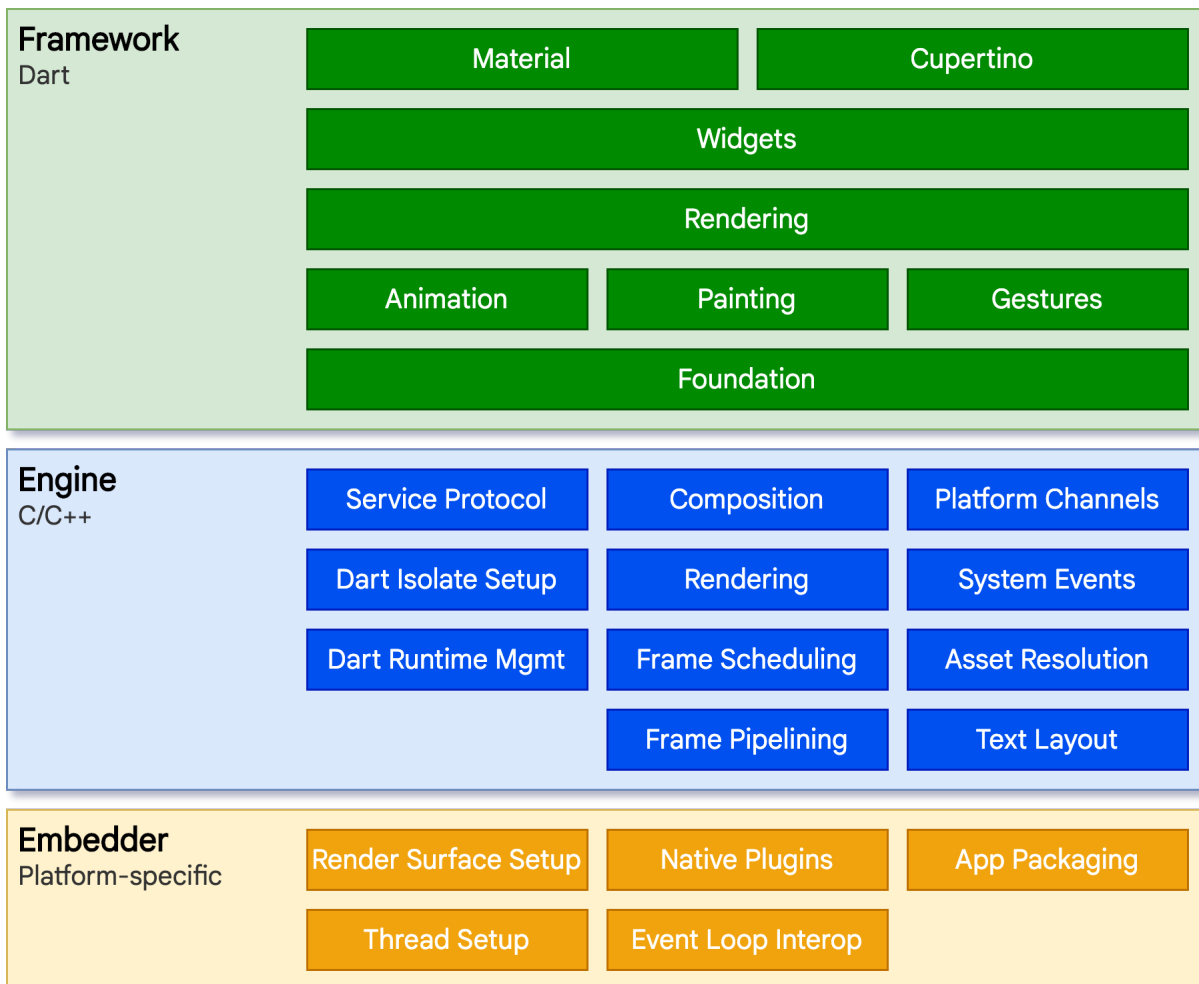 Framework
Dart
Material
Cupertino
Widgets
Rendering
Animation
Painting
Gestures
Foundation
Engine
C/C++
Service Protocol
Composition
Platform Channels
Dart Isolate Setup
Rendering
System Events
Dart Runtime Mgmt
Frame Scheduling
Asset Resolution
Frame Pipelining
Text Layout
Embedder
Platform-specific
Render Surface Setup
Native Plugins
App Packaging
Thread Setup
Event Loop Interop